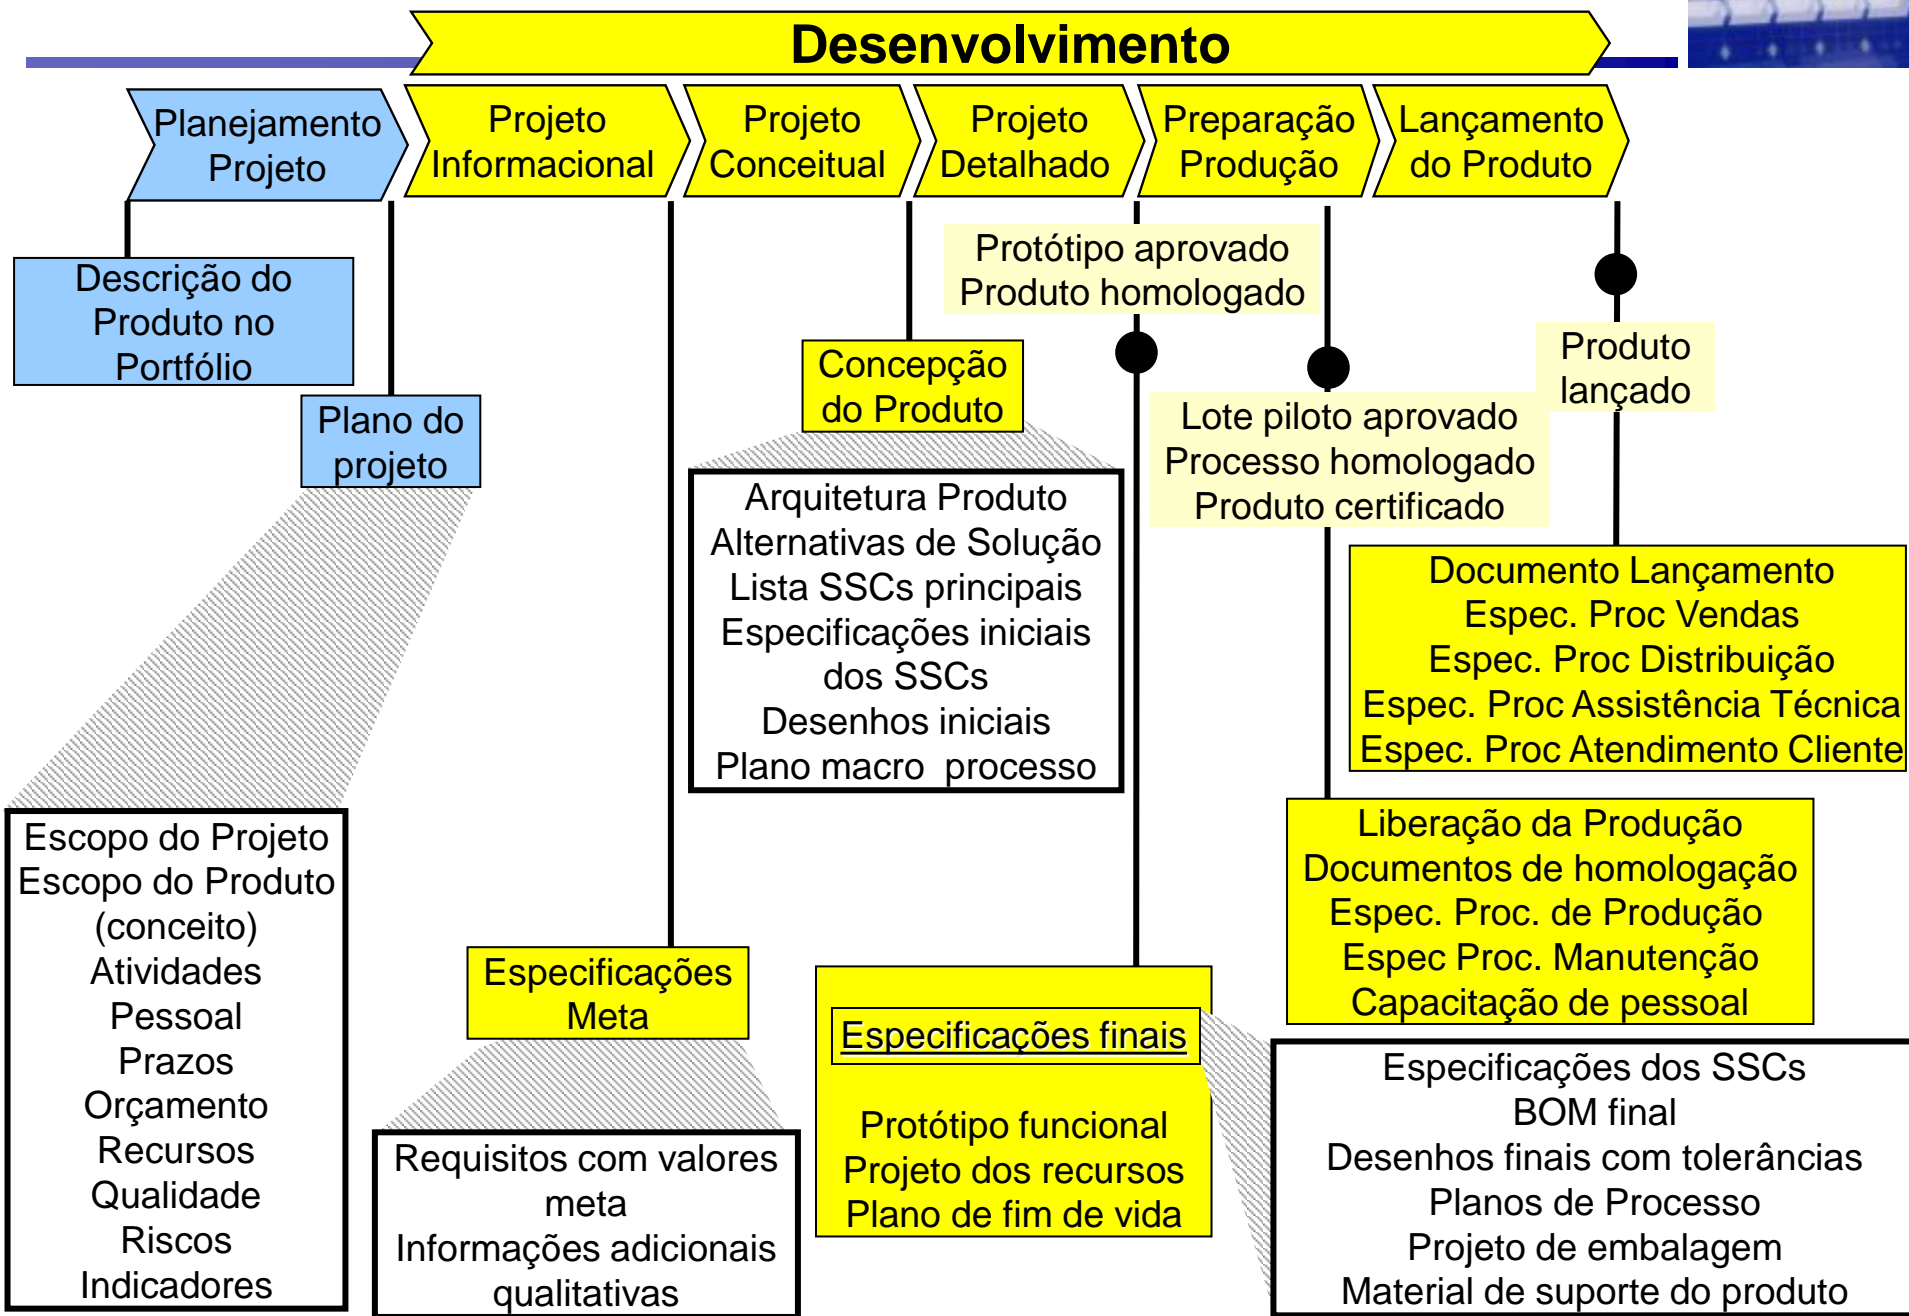 Desenvolvimento
Planejamento
Projeto
Projeto
Informacional
Projeto
Conceitual
Projeto
Detalhado
Preparação
Produção
Lançamento
do Produto
Descrição do
Produto no
Portfólio
Plano do
projeto
Escopo do Projeto
Escopo do Produto
(conceito)
Atividades
Pessoal
Prazos
Orçamento
Recursos
Qualidade
Riscos
Indicadores
Especificações
Meta
Requisitos com valores
meta
Informações adicionais
qualitativas
Concepção
do Produto
Arquitetura Produto
Alternativas de Solução
Lista SSCs principais
Especificações iniciais
dos SSCs
Desenhos iniciais
Plano macro  processo
Protótipo aprovado
Produto homologado
Especificações finais
Protótipo funcional
Projeto dos recursos
Plano de fim de vida
Especificações dos SSCs
BOM final
Desenhos finais com tolerâncias
Planos de Processo
Projeto de embalagem
Material de suporte do produto
Lote piloto aprovado
Processo homologado
Produto certificado
Liberação da Produção
Documentos de homologação
Espec. Proc. de Produção
Espec Proc. Manutenção
Capacitação de pessoal
Produto
lançado
Documento Lançamento
Espec. Proc Vendas
Espec. Proc Distribuição
Espec. Proc Assistência Técnica
Espec. Proc Atendimento Cliente